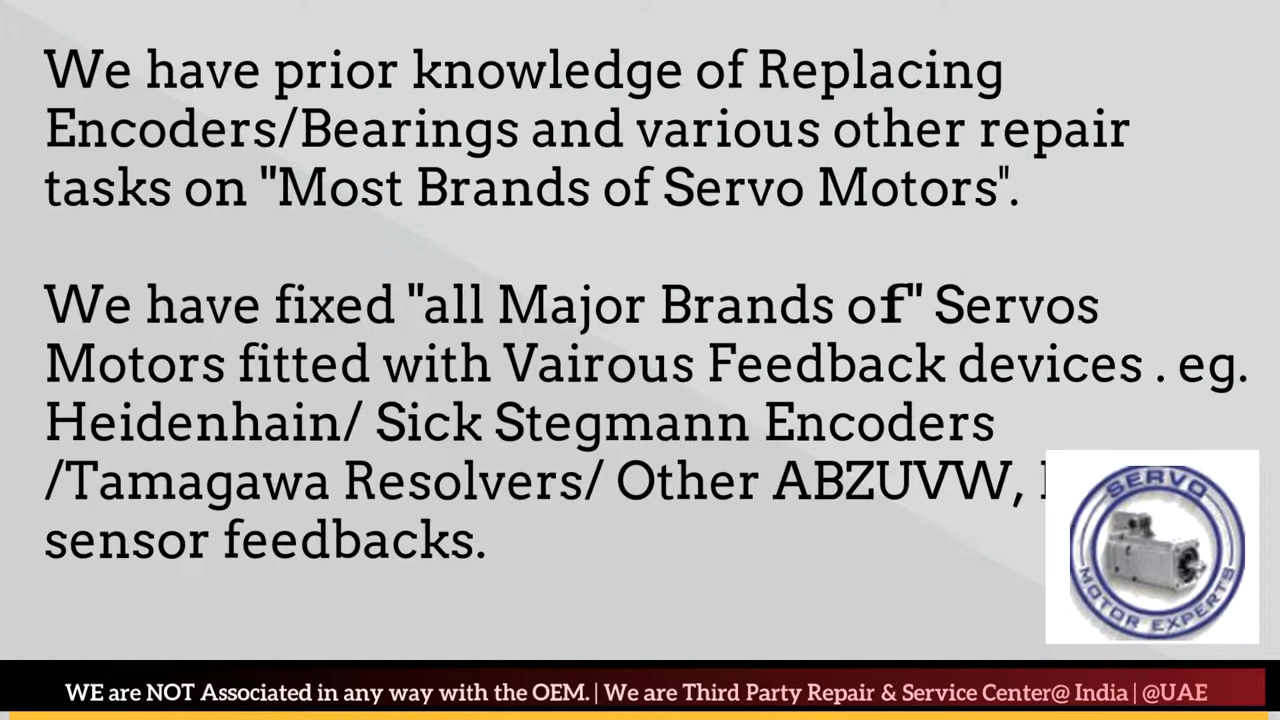 We have prior knowledge of Replacing
Encoders/Bearings and various other repair
tasks on "Most Brands of Servo Motors".
We have fixed "all Major Brands of" Servos
Motors fitted with Vairous Feedback devices . eg.
Heidenhain/ Sick Stegmann Encoders
/Tamagawa Resolvers/ Other ABZUVW,
sensor feedbacks.
SERVO
MOTOR EXPERTS
WE are NOT Associated in any way with the OEM. | We are Third Party Repair & Service Center@ India | @UAE